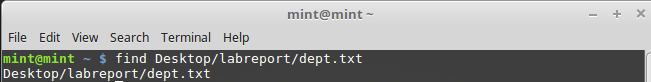 mint@mint ~
File Edit View Search Terminal Help
mint@mint ~ $ find Desktop/labreport/dept.txt
Desktop/labreport/dept.txt